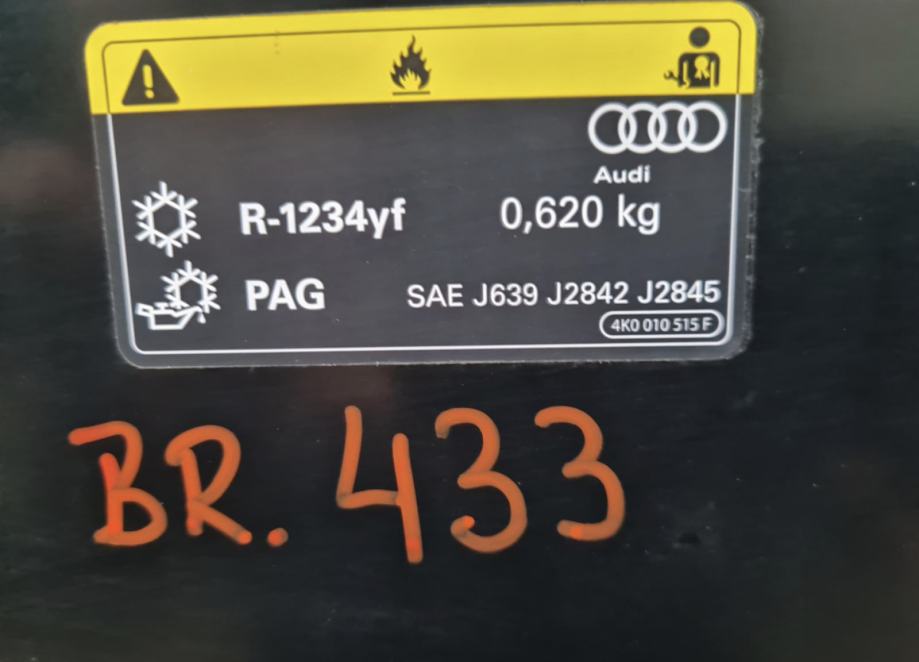 Audi
R-1234yf 0,620 kg
PAG SAE J639 J2842 J2845
4K0 010 515 F
BR. 433